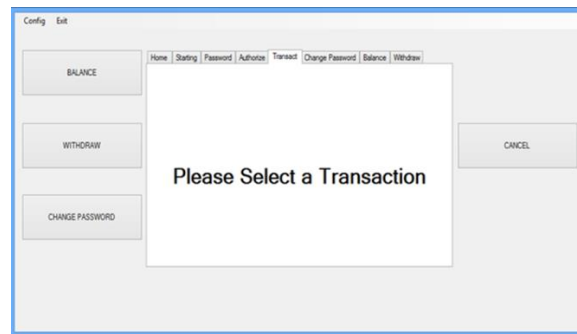 Config Exit
Home Starting Password Authorize Transact Change Password Balance Withdraw
BALANCE
WITHDRAW
CANCEL
Please Select a Transaction
CHANGE PASSWORD